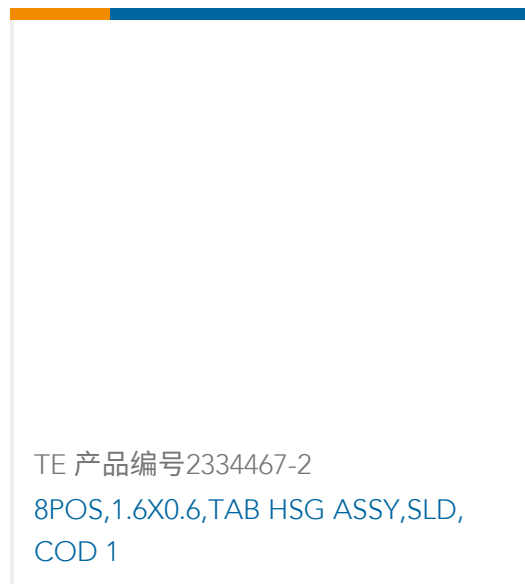 TE 产品编号2334467-2
8POS,1.6X0.6,TAB HSG ASSY,SLD,
COD 1